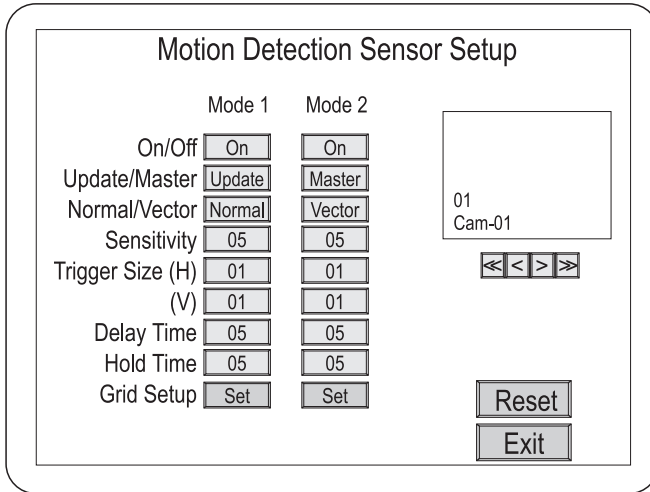 Motion Detection Sensor Setup
Mode 1 Mode 2
On/Off On On
Update/Master Update Master
Normal/Vector Normal Vector
Sensitivity 05 05
Trigger Size (H) 01 01
(V) 01 01
Delay Time 05 05
Hold Time 05 05
Grid Setup Set Set
01
Cam-01
≪ < > ≫
Reset
Exit